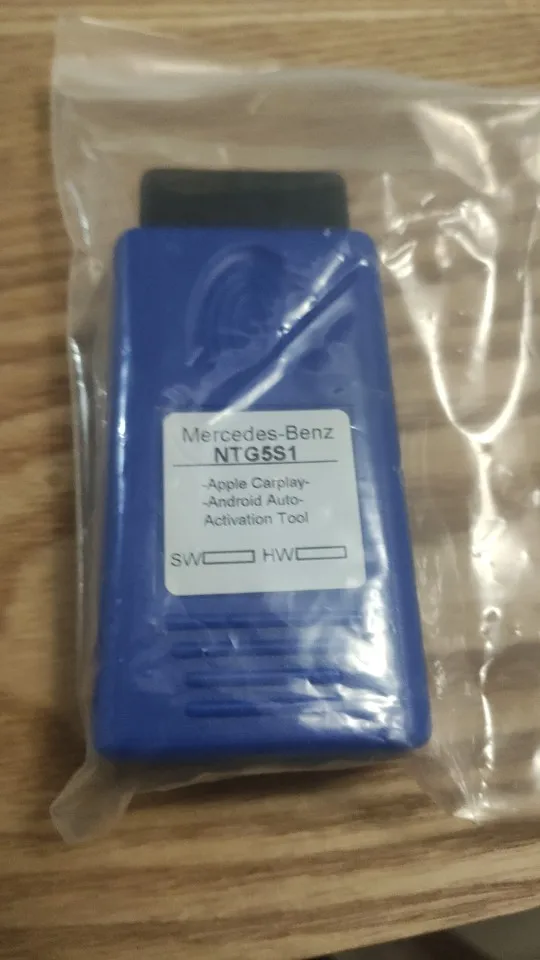 Mercedes-Benz
NTG5S1
-Apple Carplay-
-Android Auto-
Activation Tool
SW HW